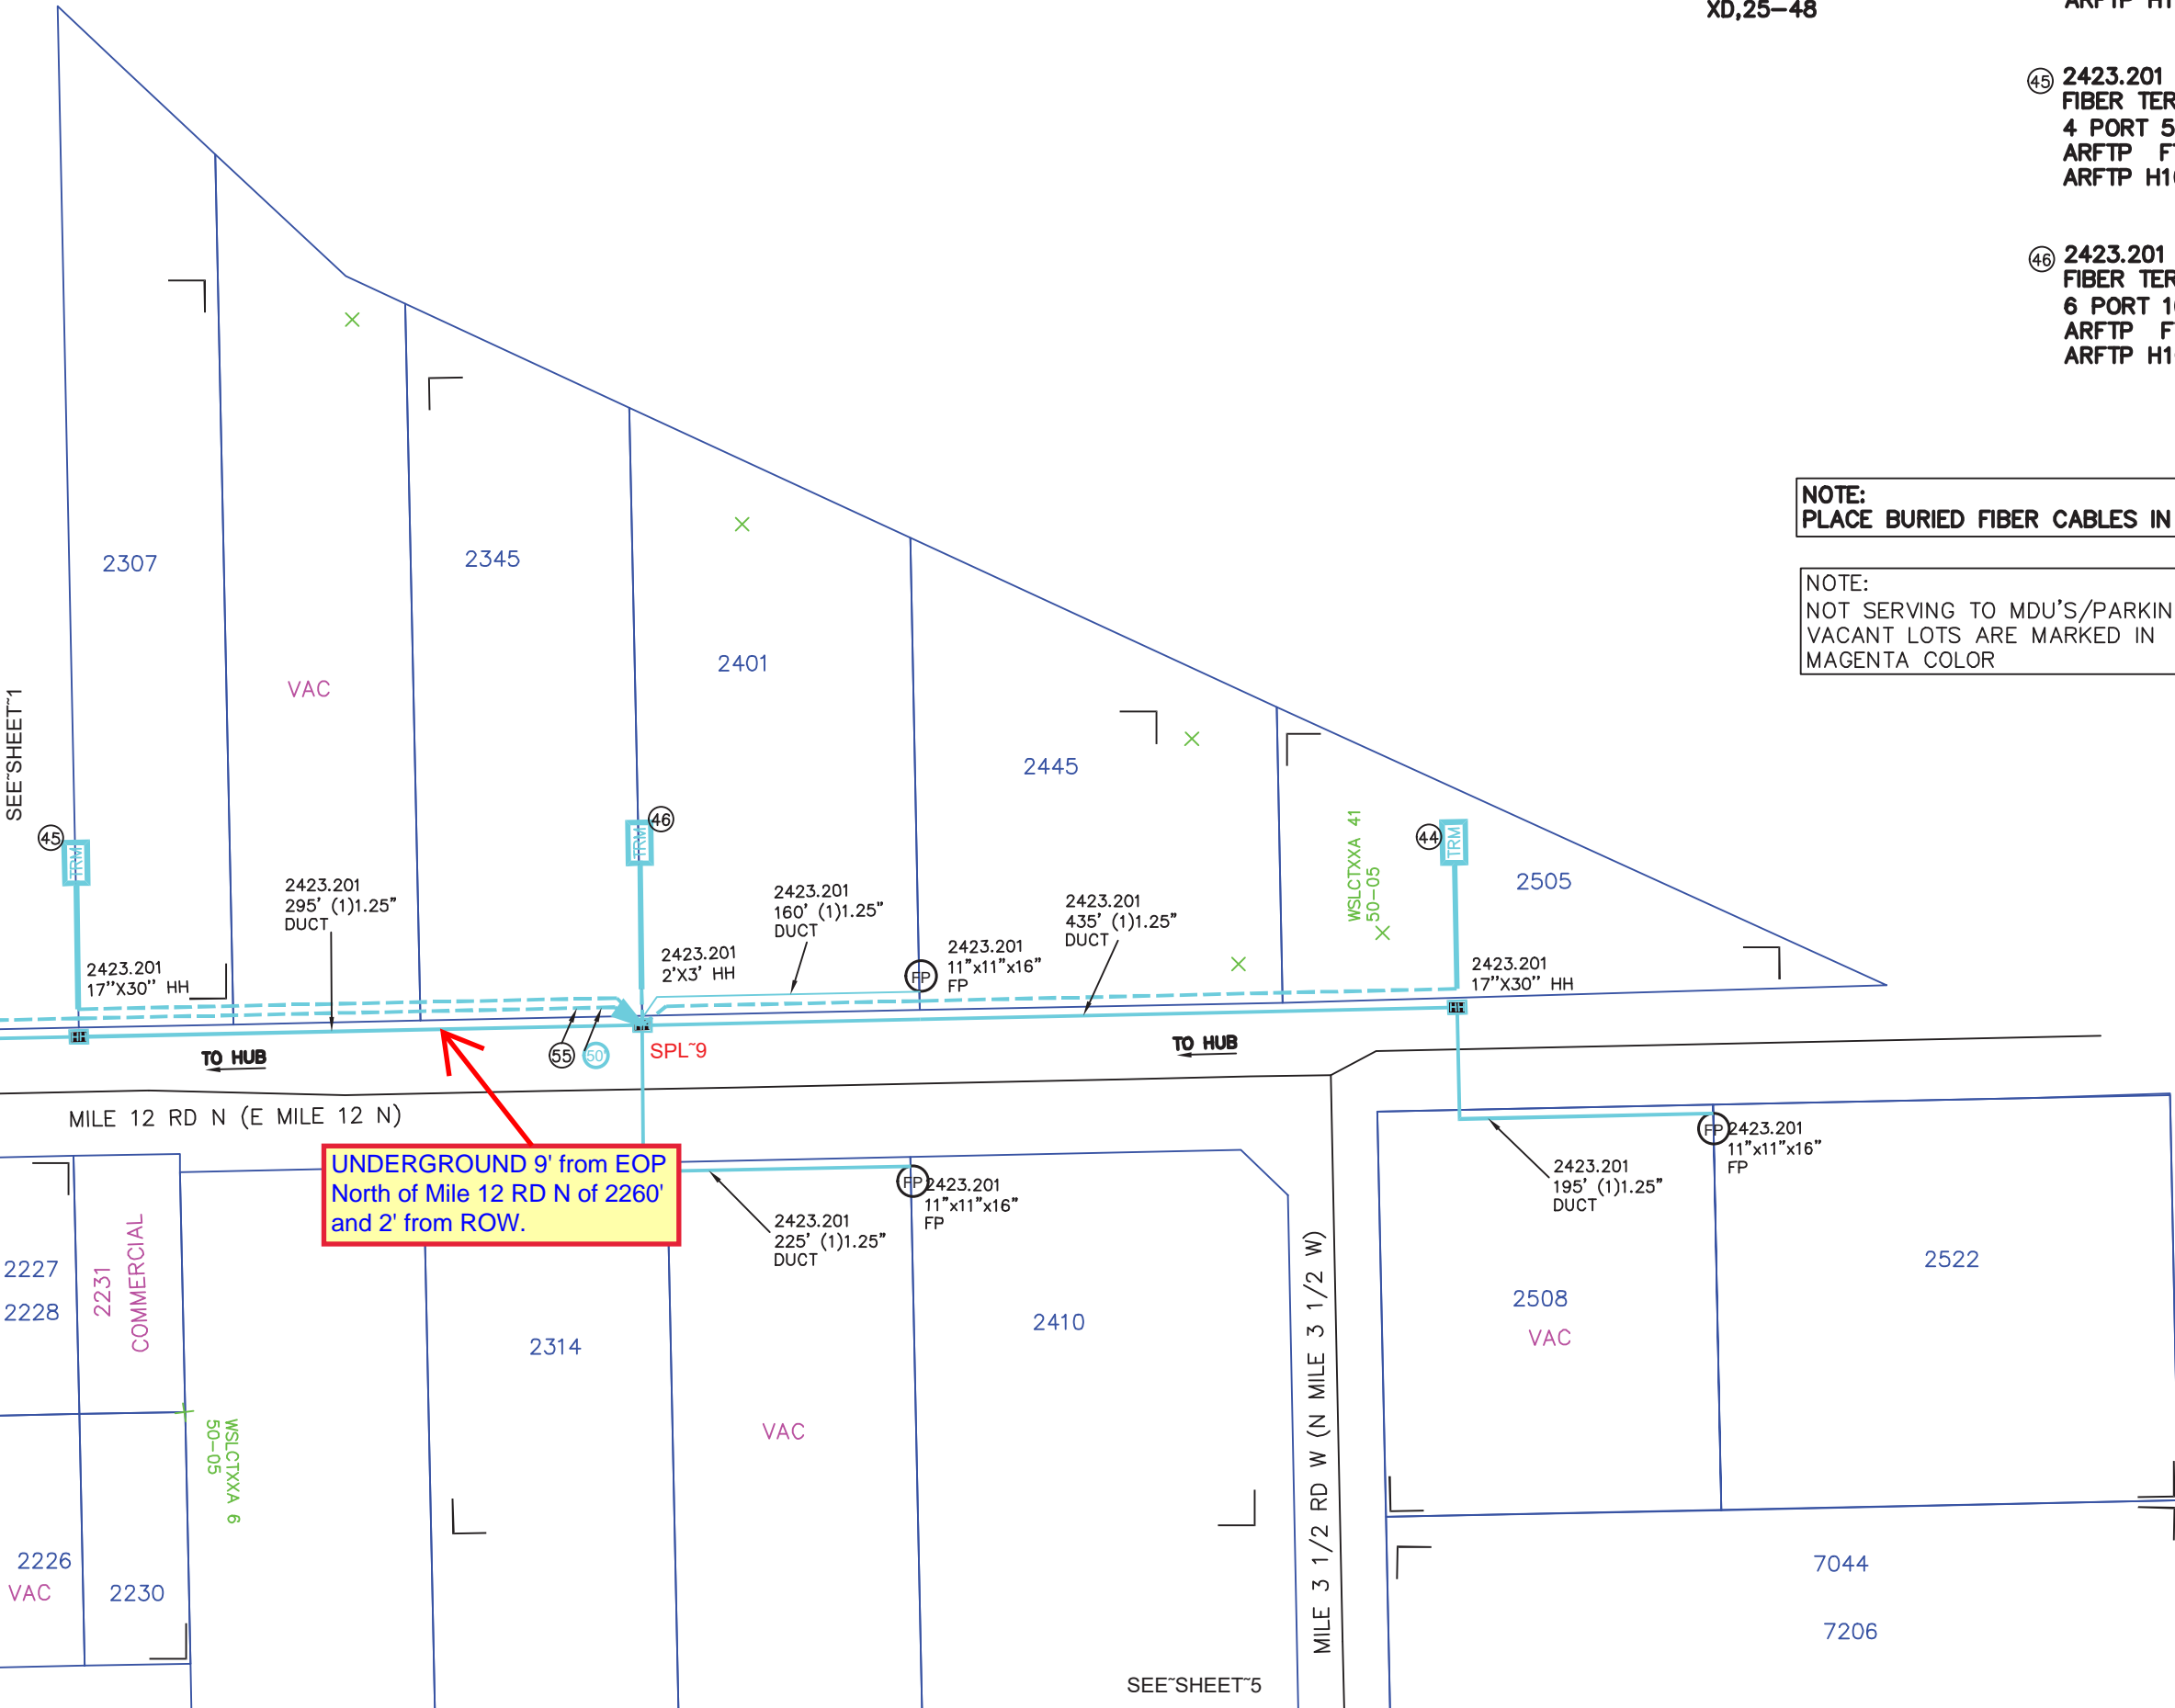 XD,25-48
ARFTP H1
45
2423.201
FIBER TER
4 PORT 5
ARFTP F
ARFTP H1
46
2423.201
FIBER TER
6 PORT 1
ARFTP F
ARFTP H1
NOTE:
PLACE BURIED FIBER CABLES IN
NOTE:
NOT SERVING TO MDU'S/PARKIN
VACANT LOTS ARE MARKED IN
MAGENTA COLOR
SEE~SHEET~1
2307
VAC
2345
2401
2445
2505
WSLCTXXA 41
50-05
45
TRM
46
TRM
44
TRM
2423.201
295' (1)1.25"
DUCT
2423.201
17"X30" HH
2423.201
2'X3' HH
2423.201
160' (1)1.25"
DUCT
FP
2423.201
11"x11"x16"
FP
2423.201
435' (1)1.25"
DUCT
2423.201
17"X30" HH
HH
HH
HH
TO HUB
55
50'
SPL~9
TO HUB
MILE 12 RD N (E MILE 12 N)
UNDERGROUND 9' from EOP
North of Mile 12 RD N of 2260'
and 2' from ROW.
FP
2423.201
11"x11"x16"
FP
2423.201
225' (1)1.25"
DUCT
FP
2423.201
11"x11"x16"
FP
2423.201
195' (1)1.25"
DUCT
2227
2228
2231
COMMERCIAL
2314
VAC
2410
MILE 3 1/2 RD W (N MILE 3 1/2 W)
2508
VAC
2522
WSLCTXXA 6
50-05
2226
VAC
2230
7044
7206
SEE~SHEET~5